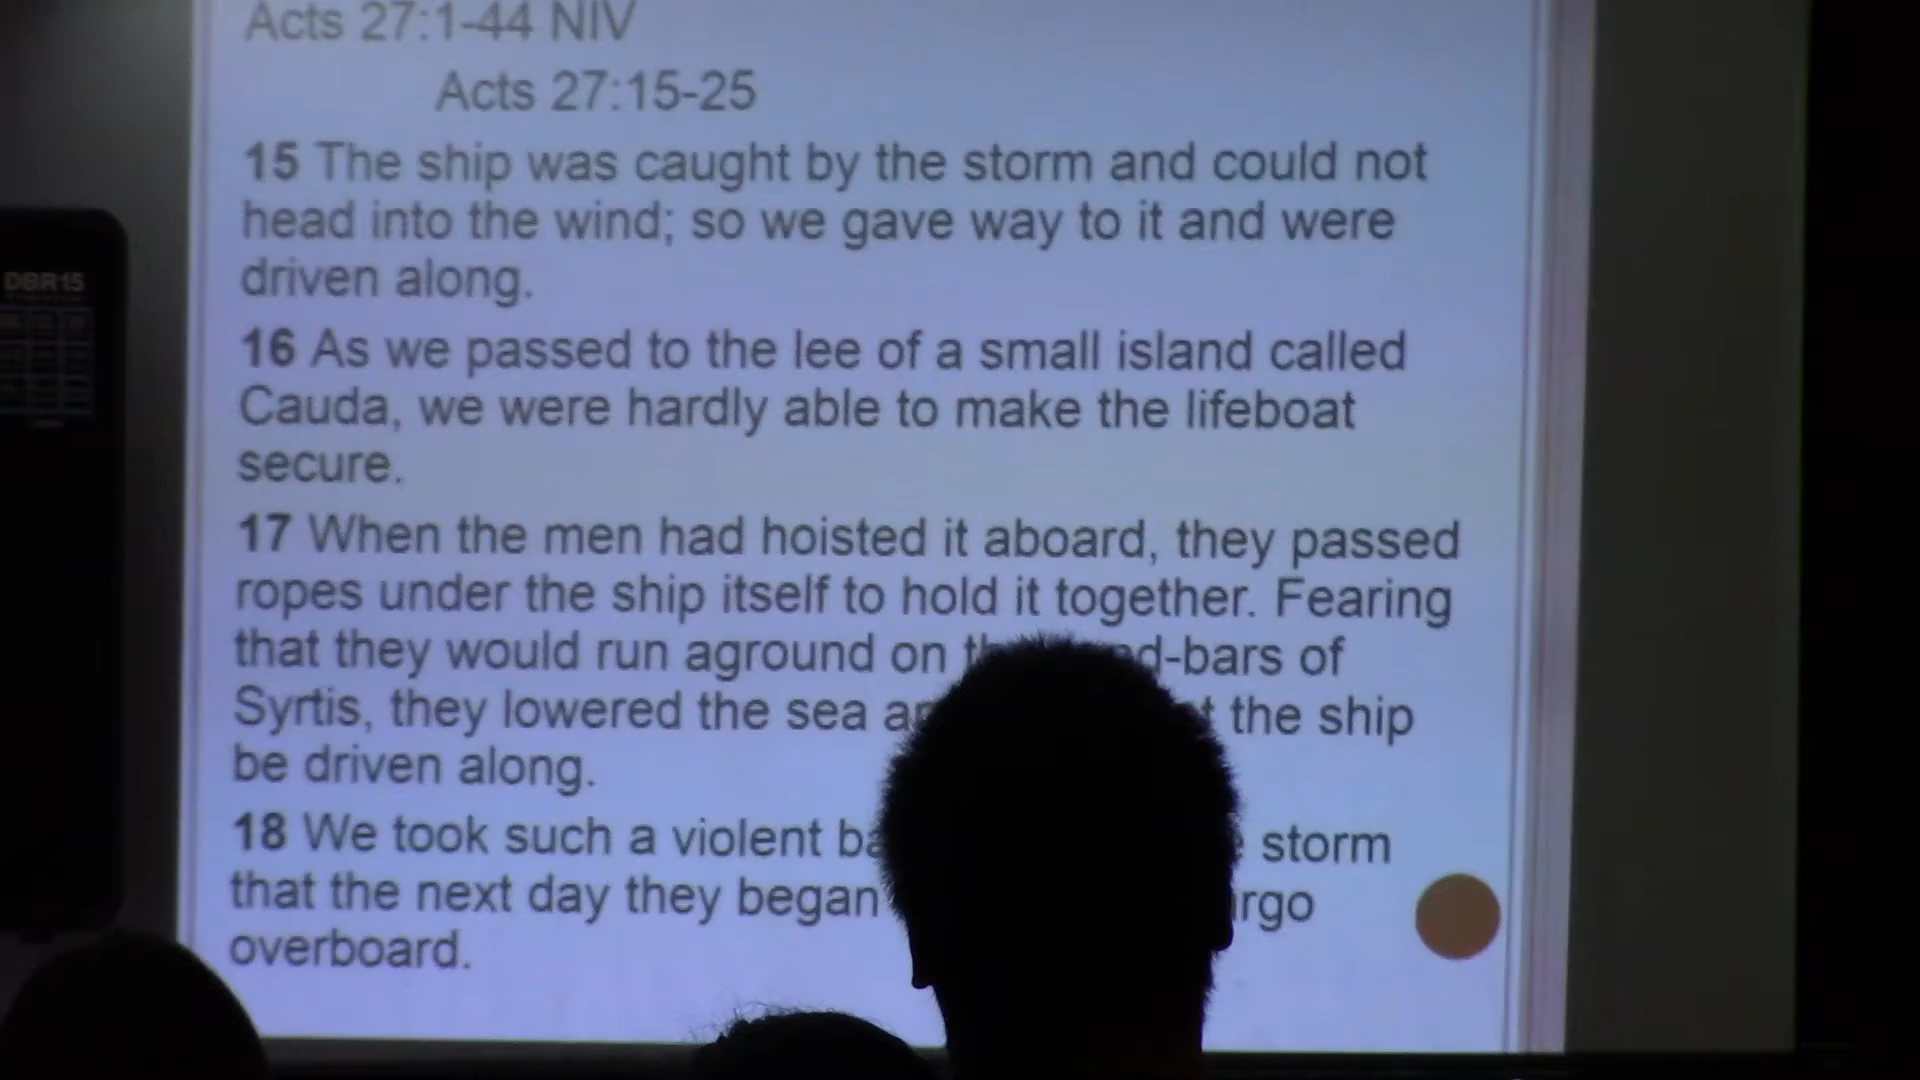 Acts 27:1-44 NIV
Acts 27:15-25
15 The ship was caught by the storm and could not
head into the wind; so we gave way to it and were
driven along.
16 As we passed to the lee of a small island called
Cauda, we were hardly able to make the lifeboat
secure.
17 When the men had hoisted it aboard, they passed
ropes under the ship itself to hold it together. Fearing
that they would run aground on d-bars of
Syrtis, they lowered the sea the ship
be driven along.
18 We took such a violent storm
that the next day they began
overboard.
DBR15